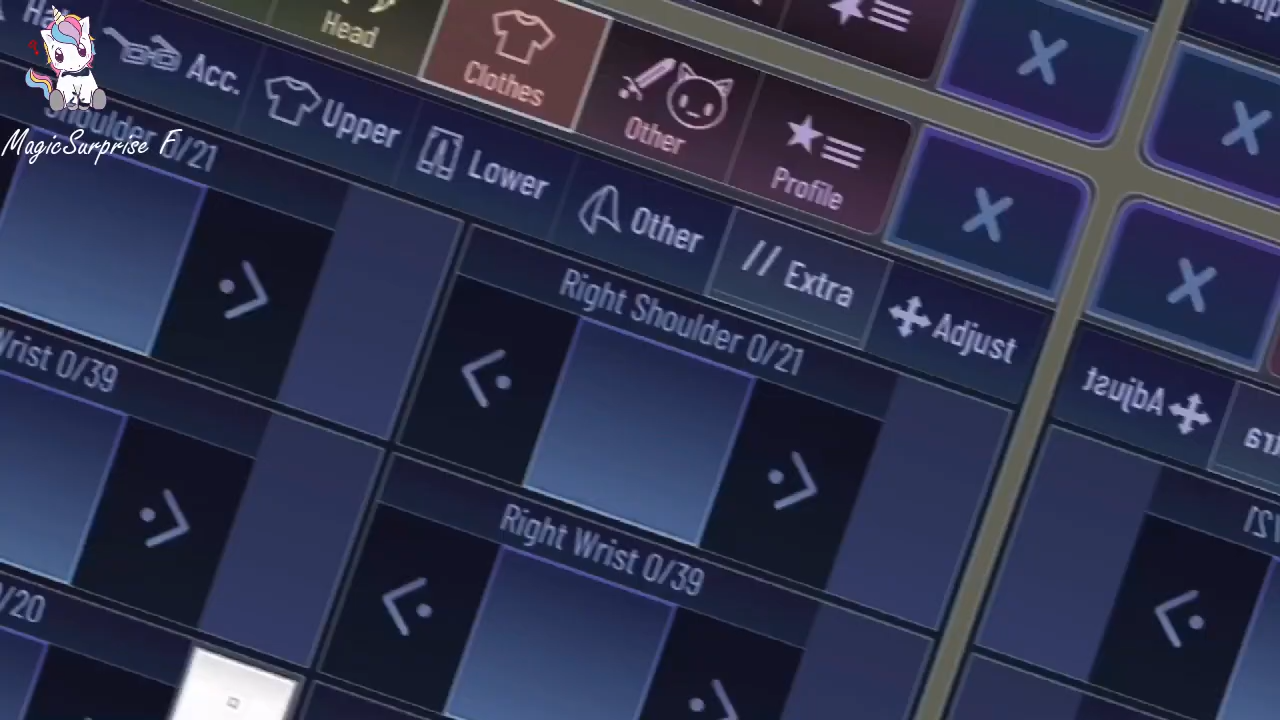 Head
Clothes
Other
Profile
Acc.
Upper
Lower
Other
Extra
Adjust
Shoulder 0/21
MagicSurprise F
Right Shoulder 0/21
Wrist 0/39
Right Wrist 0/39
/20
Adjust